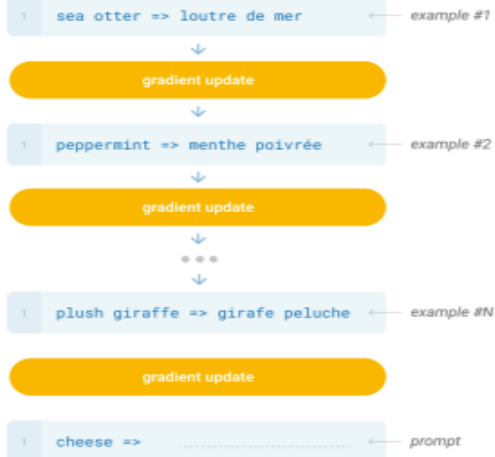 1 sea otter => loutre de mer example #1
gradient update
1 peppermint => menthe poivrée example #2
gradient update
1 plush giraffe => girafe peluche example #N
gradient update
1 cheese => prompt